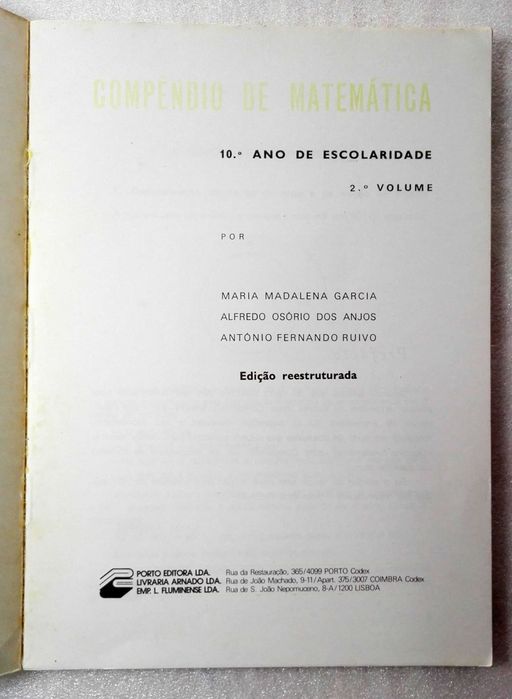 COMPÊNDIO DE MATEMÁTICA
10.º ANO DE ESCOLARIDADE
2.º VOLUME
POR
MARIA MADALENA GARCIA
ALFREDO OSÓRIO DOS ANJOS
ANTÓNIO FERNANDO RUIVO
Edição reestruturada
PORTO EDITORA LDA. Rua da Restauração, 365/4099 PORTO Codex
LIVRARIA ARNADO LDA. Rua de João Machado, 9-11/Apart. 375/3007 COIMBRA Codex
EMP. L. FLUMINENSE LDA. Rua de S. João Nepomuceno, 8-A/1200 LISBOA